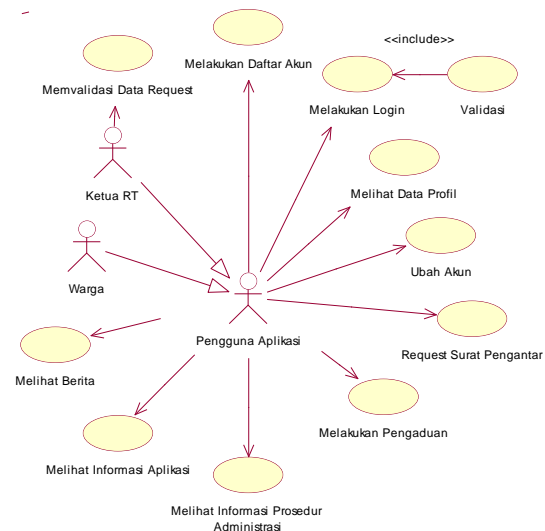 <<include>>
Melakukan Daftar Akun
Memvalidasi Data Request
Melakukan Login
Validasi
Ketua RT
Melihat Data Profil
Ubah Akun
Warga
Pengguna Aplikasi
Request Surat Pengantar
Melihat Berita
Melakukan Pengaduan
Melihat Informasi Aplikasi
Melihat Informasi Prosedur
Administrasi